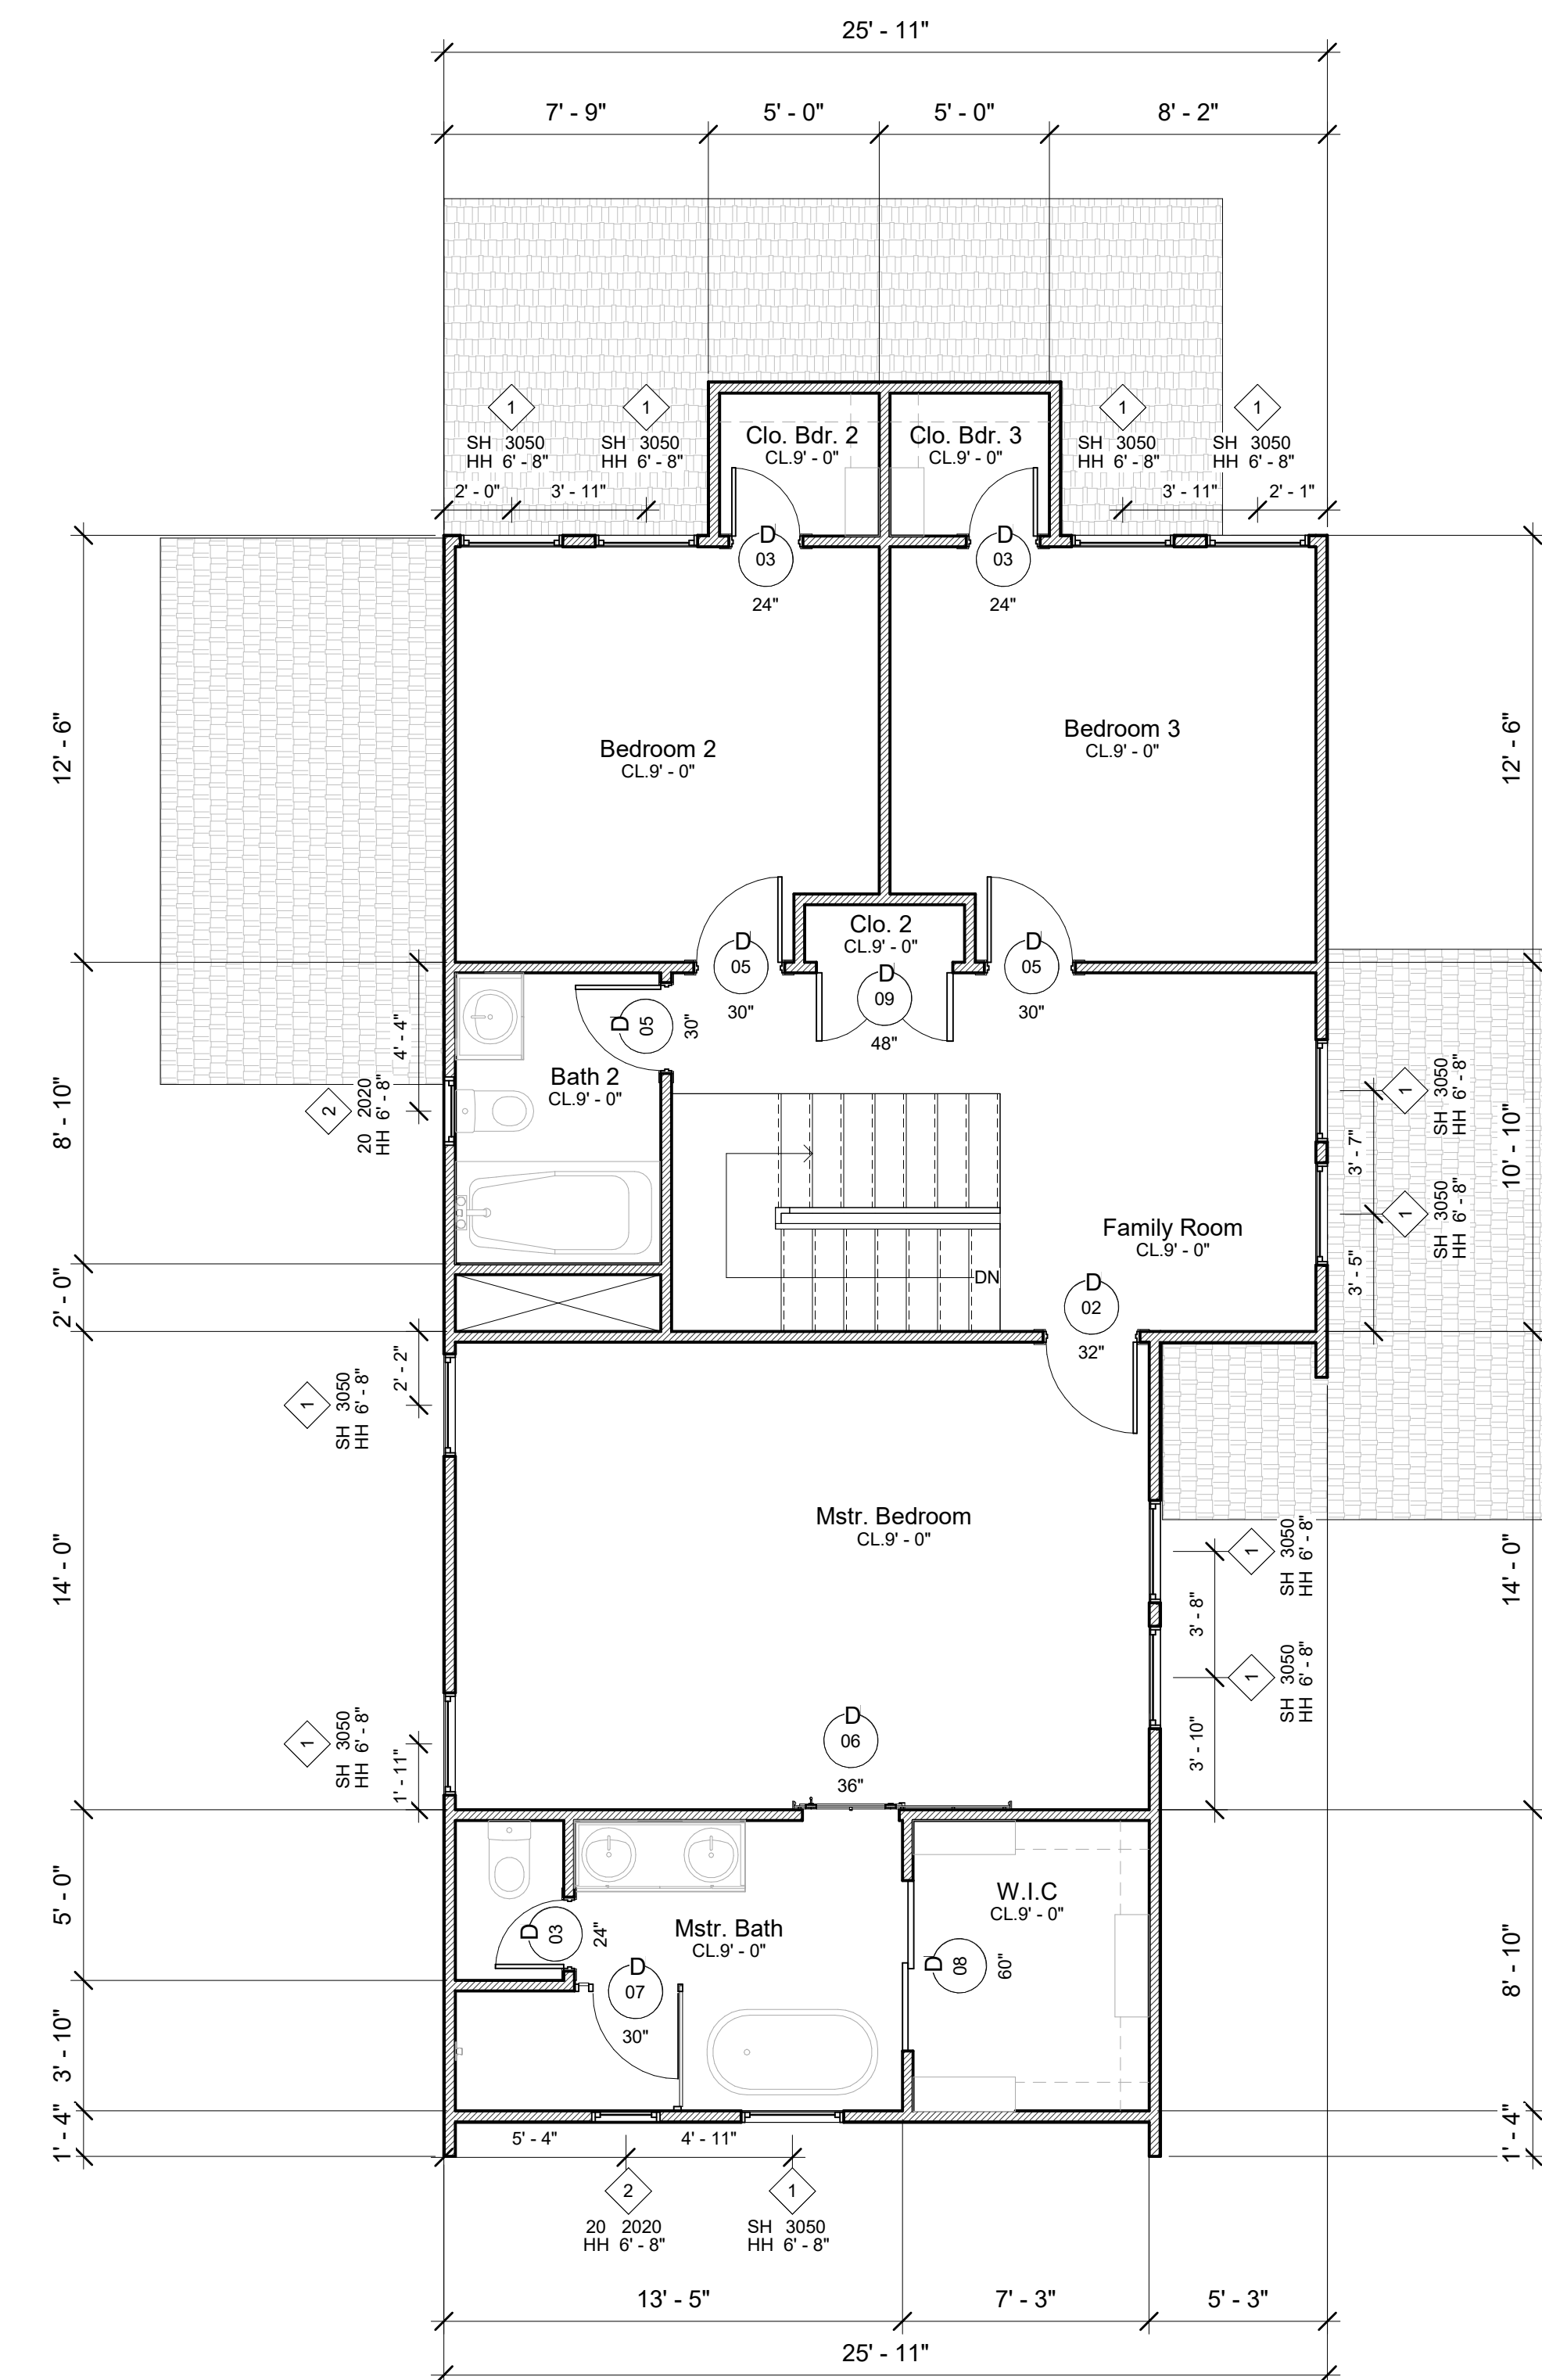 25' - 11"
7' - 9"
5' - 0"
5' - 0"
8' - 2"
1
1
1
1
SH 3050
HH 6' - 8"
SH 3050
HH 6' - 8"
Clo. Bdr. 2
CL.9' - 0"
Clo. Bdr. 3
CL.9' - 0"
SH 3050
HH 6' - 8"
SH 3050
HH 6' - 8"
2' - 0"
3' - 11"
3' - 11"
2' - 1"
D
03
24"
D
03
24"
12' - 6"
Bedroom 2
CL.9' - 0"
Bedroom 3
CL.9' - 0"
12' - 6"
Clo. 2
CL.9' - 0"
D
05
30"
D
09
48"
D
05
30"
D
05
30"
4' - 4"
8' - 10"
2
20 2020
HH 6' - 8"
Bath 2
CL.9' - 0"
1
SH 3050
HH 6' - 8"
3' - 7"
10' - 10"
1
SH 3050
HH 6' - 8"
3' - 5"
Family Room
CL.9' - 0"
DN
2' - 0"
D
02
32"
2' - 2"
1
SH 3050
HH 6' - 8"
14' - 0"
Mstr. Bedroom
CL.9' - 0"
1
SH 3050
HH 6' - 8"
3' - 8"
14' - 0"
1
SH 3050
HH 6' - 8"
3' - 10"
1
SH 3050
HH 6' - 8"
1' - 11"
D
06
36"
5' - 0"
W.I.C
CL.9' - 0"
Mstr. Bath
CL.9' - 0"
D
03
24"
D
08
60"
D
07
30"
8' - 10"
3' - 10"
1' - 4"
1' - 4"
5' - 4"
4' - 11"
2
1
20 2020
HH 6' - 8"
SH 3050
HH 6' - 8"
13' - 5"
7' - 3"
5' - 3"
25' - 11"